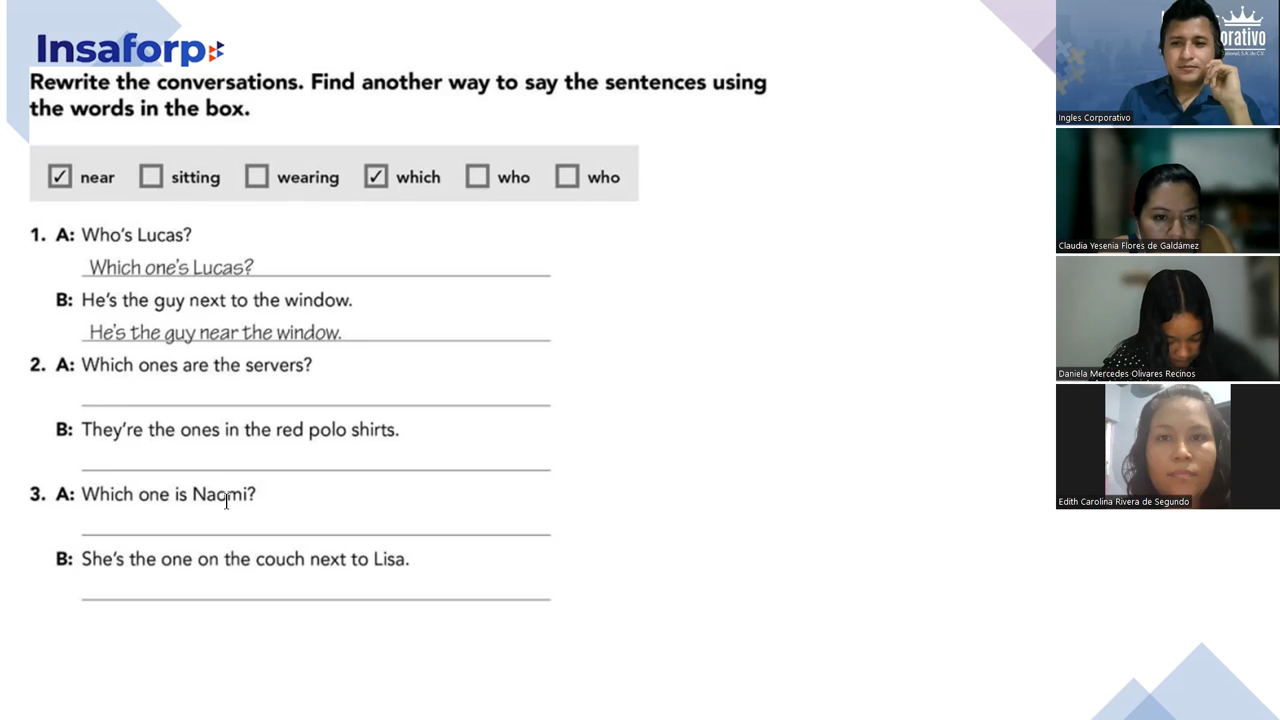 Insaforp
Rewrite the conversations. Find another way to say the sentences using
the words in the box.
✓ near sitting wearing ✓ which who who
1. A: Who's Lucas?
Which one's Lucas?
B: He's the guy next to the window.
He's the guy near the window.
2. A: Which ones are the servers?
B: They're the ones in the red polo shirts.
3. A: Which one is Naomi?
B: She's the one on the couch next to Lisa.
Ingles Corporativo
Claudia Yesenia Flores de Galdámez
Daniela Mercedes Olivares Recinos
Edith Carolina Rivera de Segundo